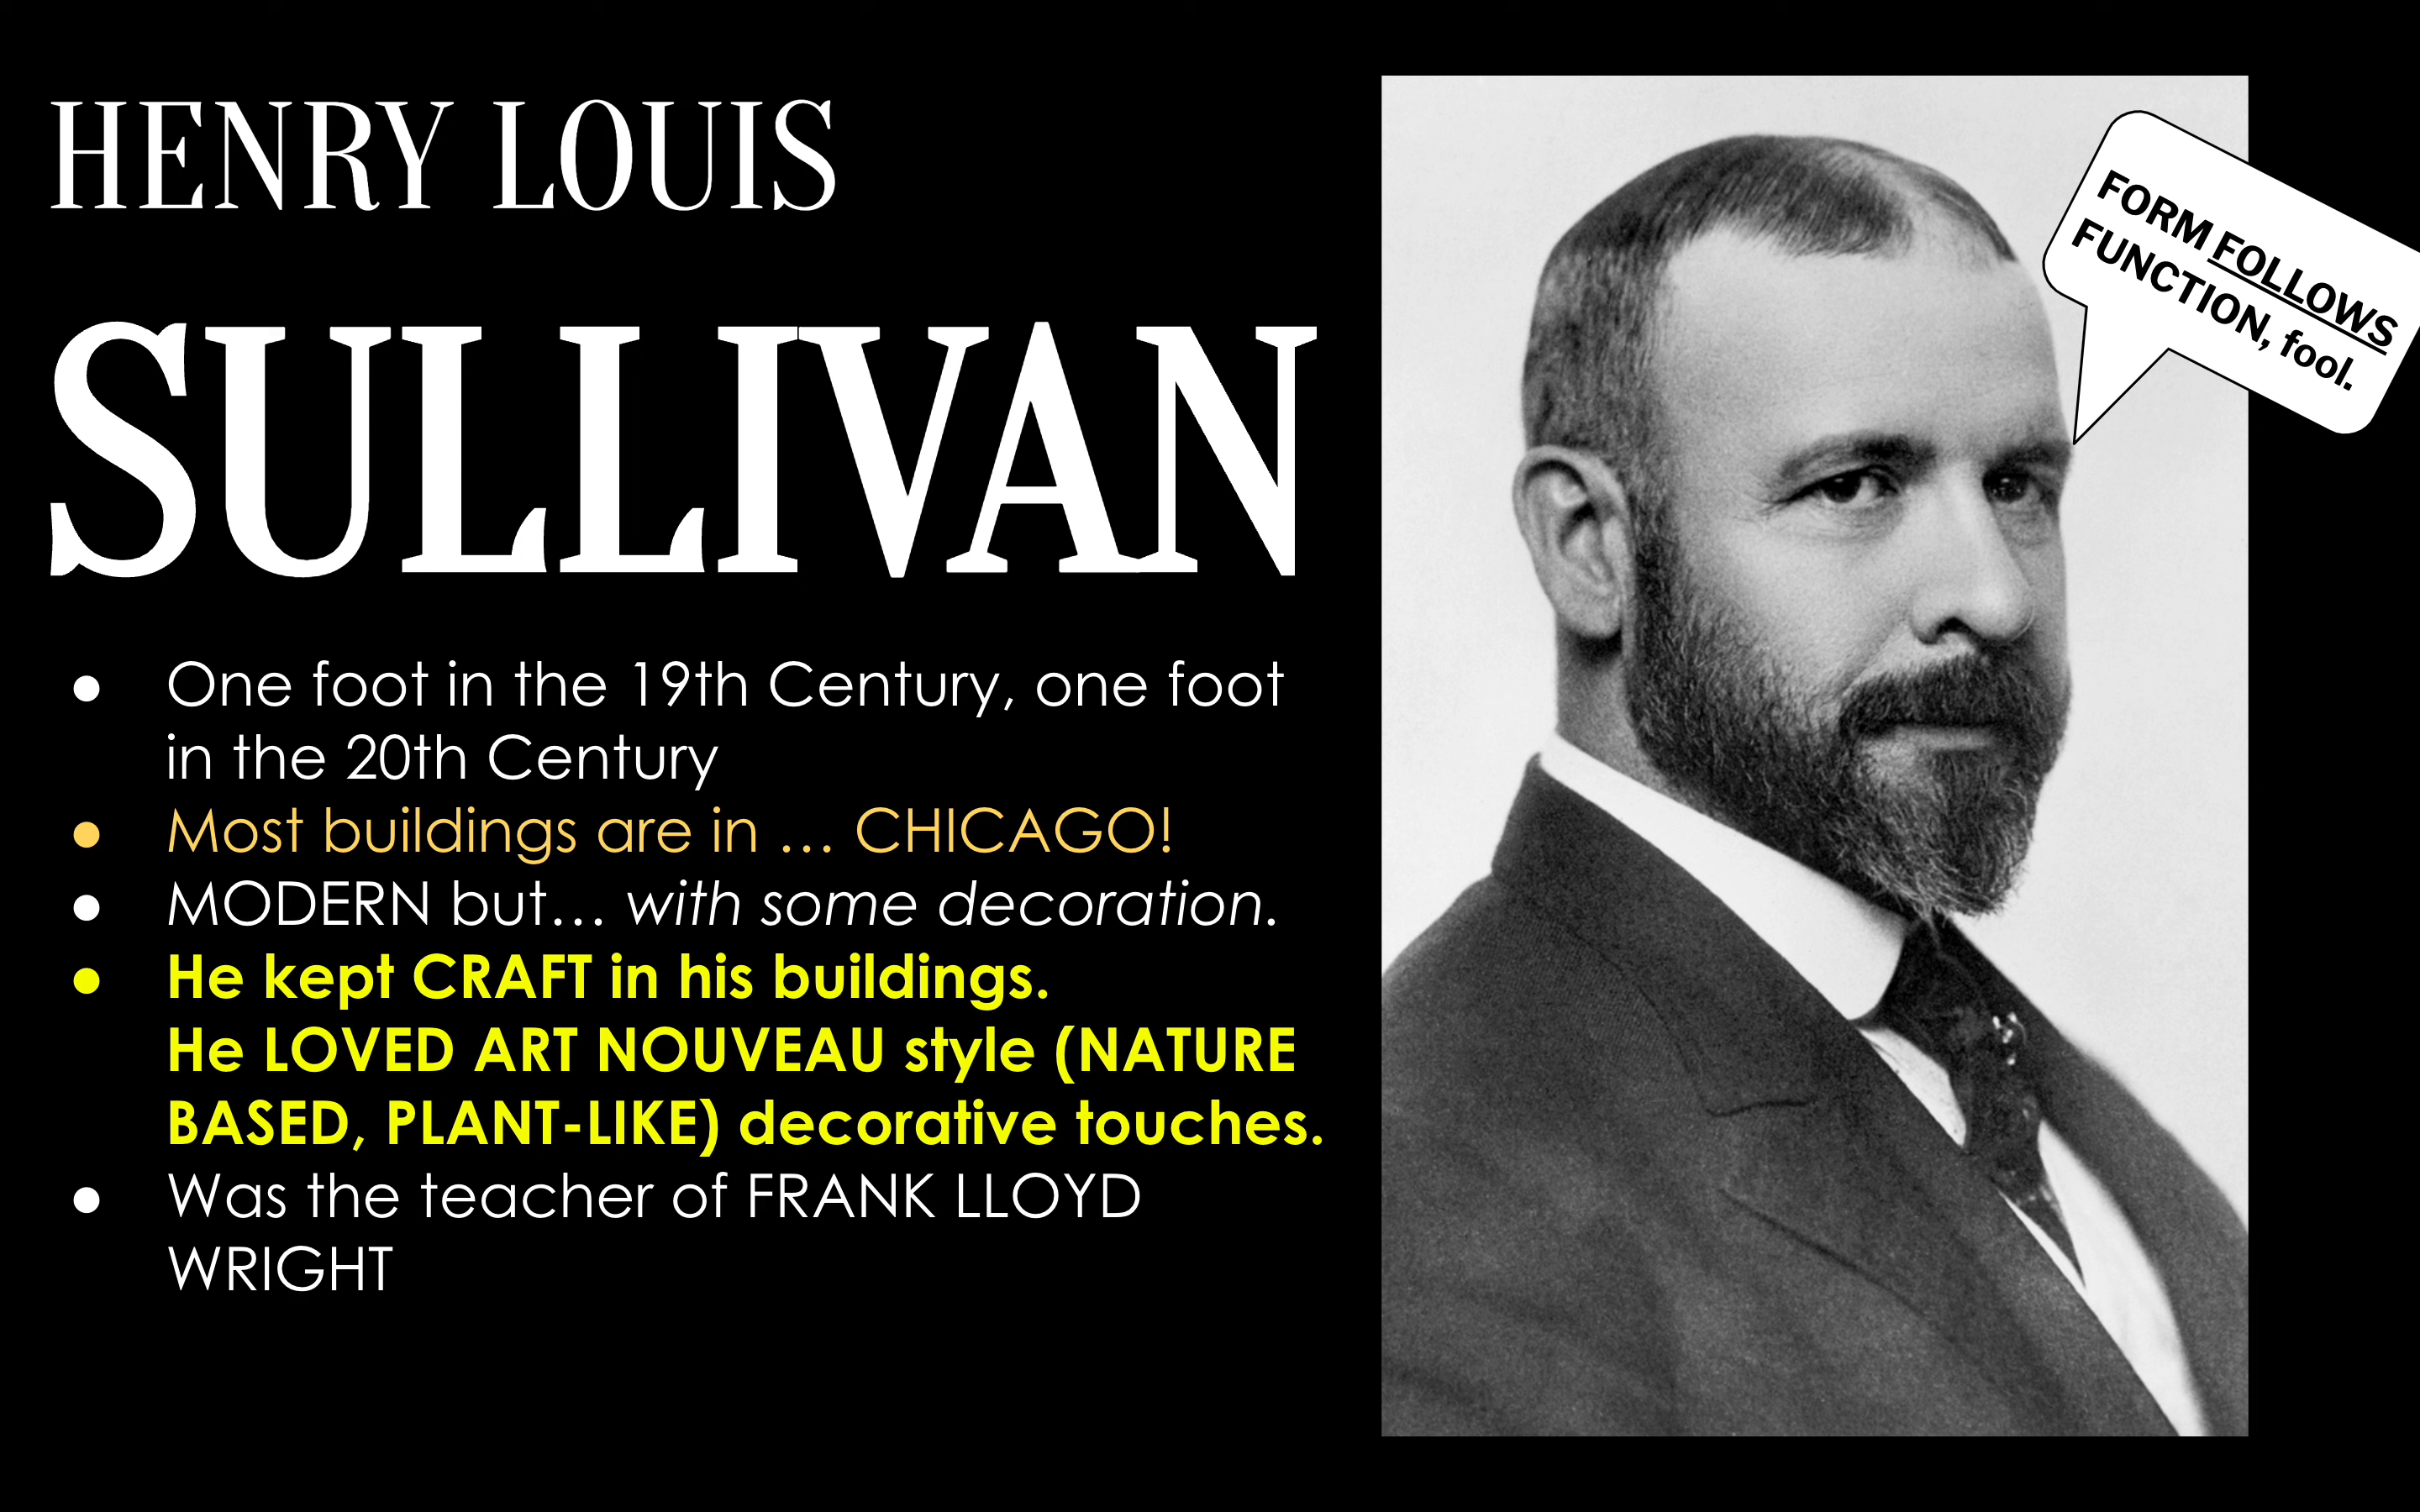 HENRY LOUIS
SULLIVAN
● One foot in the 19th Century, one foot
in the 20th Century
● Most buildings are in … CHICAGO!
● MODERN but… with some decoration.
● He kept CRAFT in his buildings.
He LOVED ART NOUVEAU style (NATURE
BASED, PLANT-LIKE) decorative touches.
● Was the teacher of FRANK LLOYD
WRIGHT
FORM FOLLOWS
FUNCTION, fool.